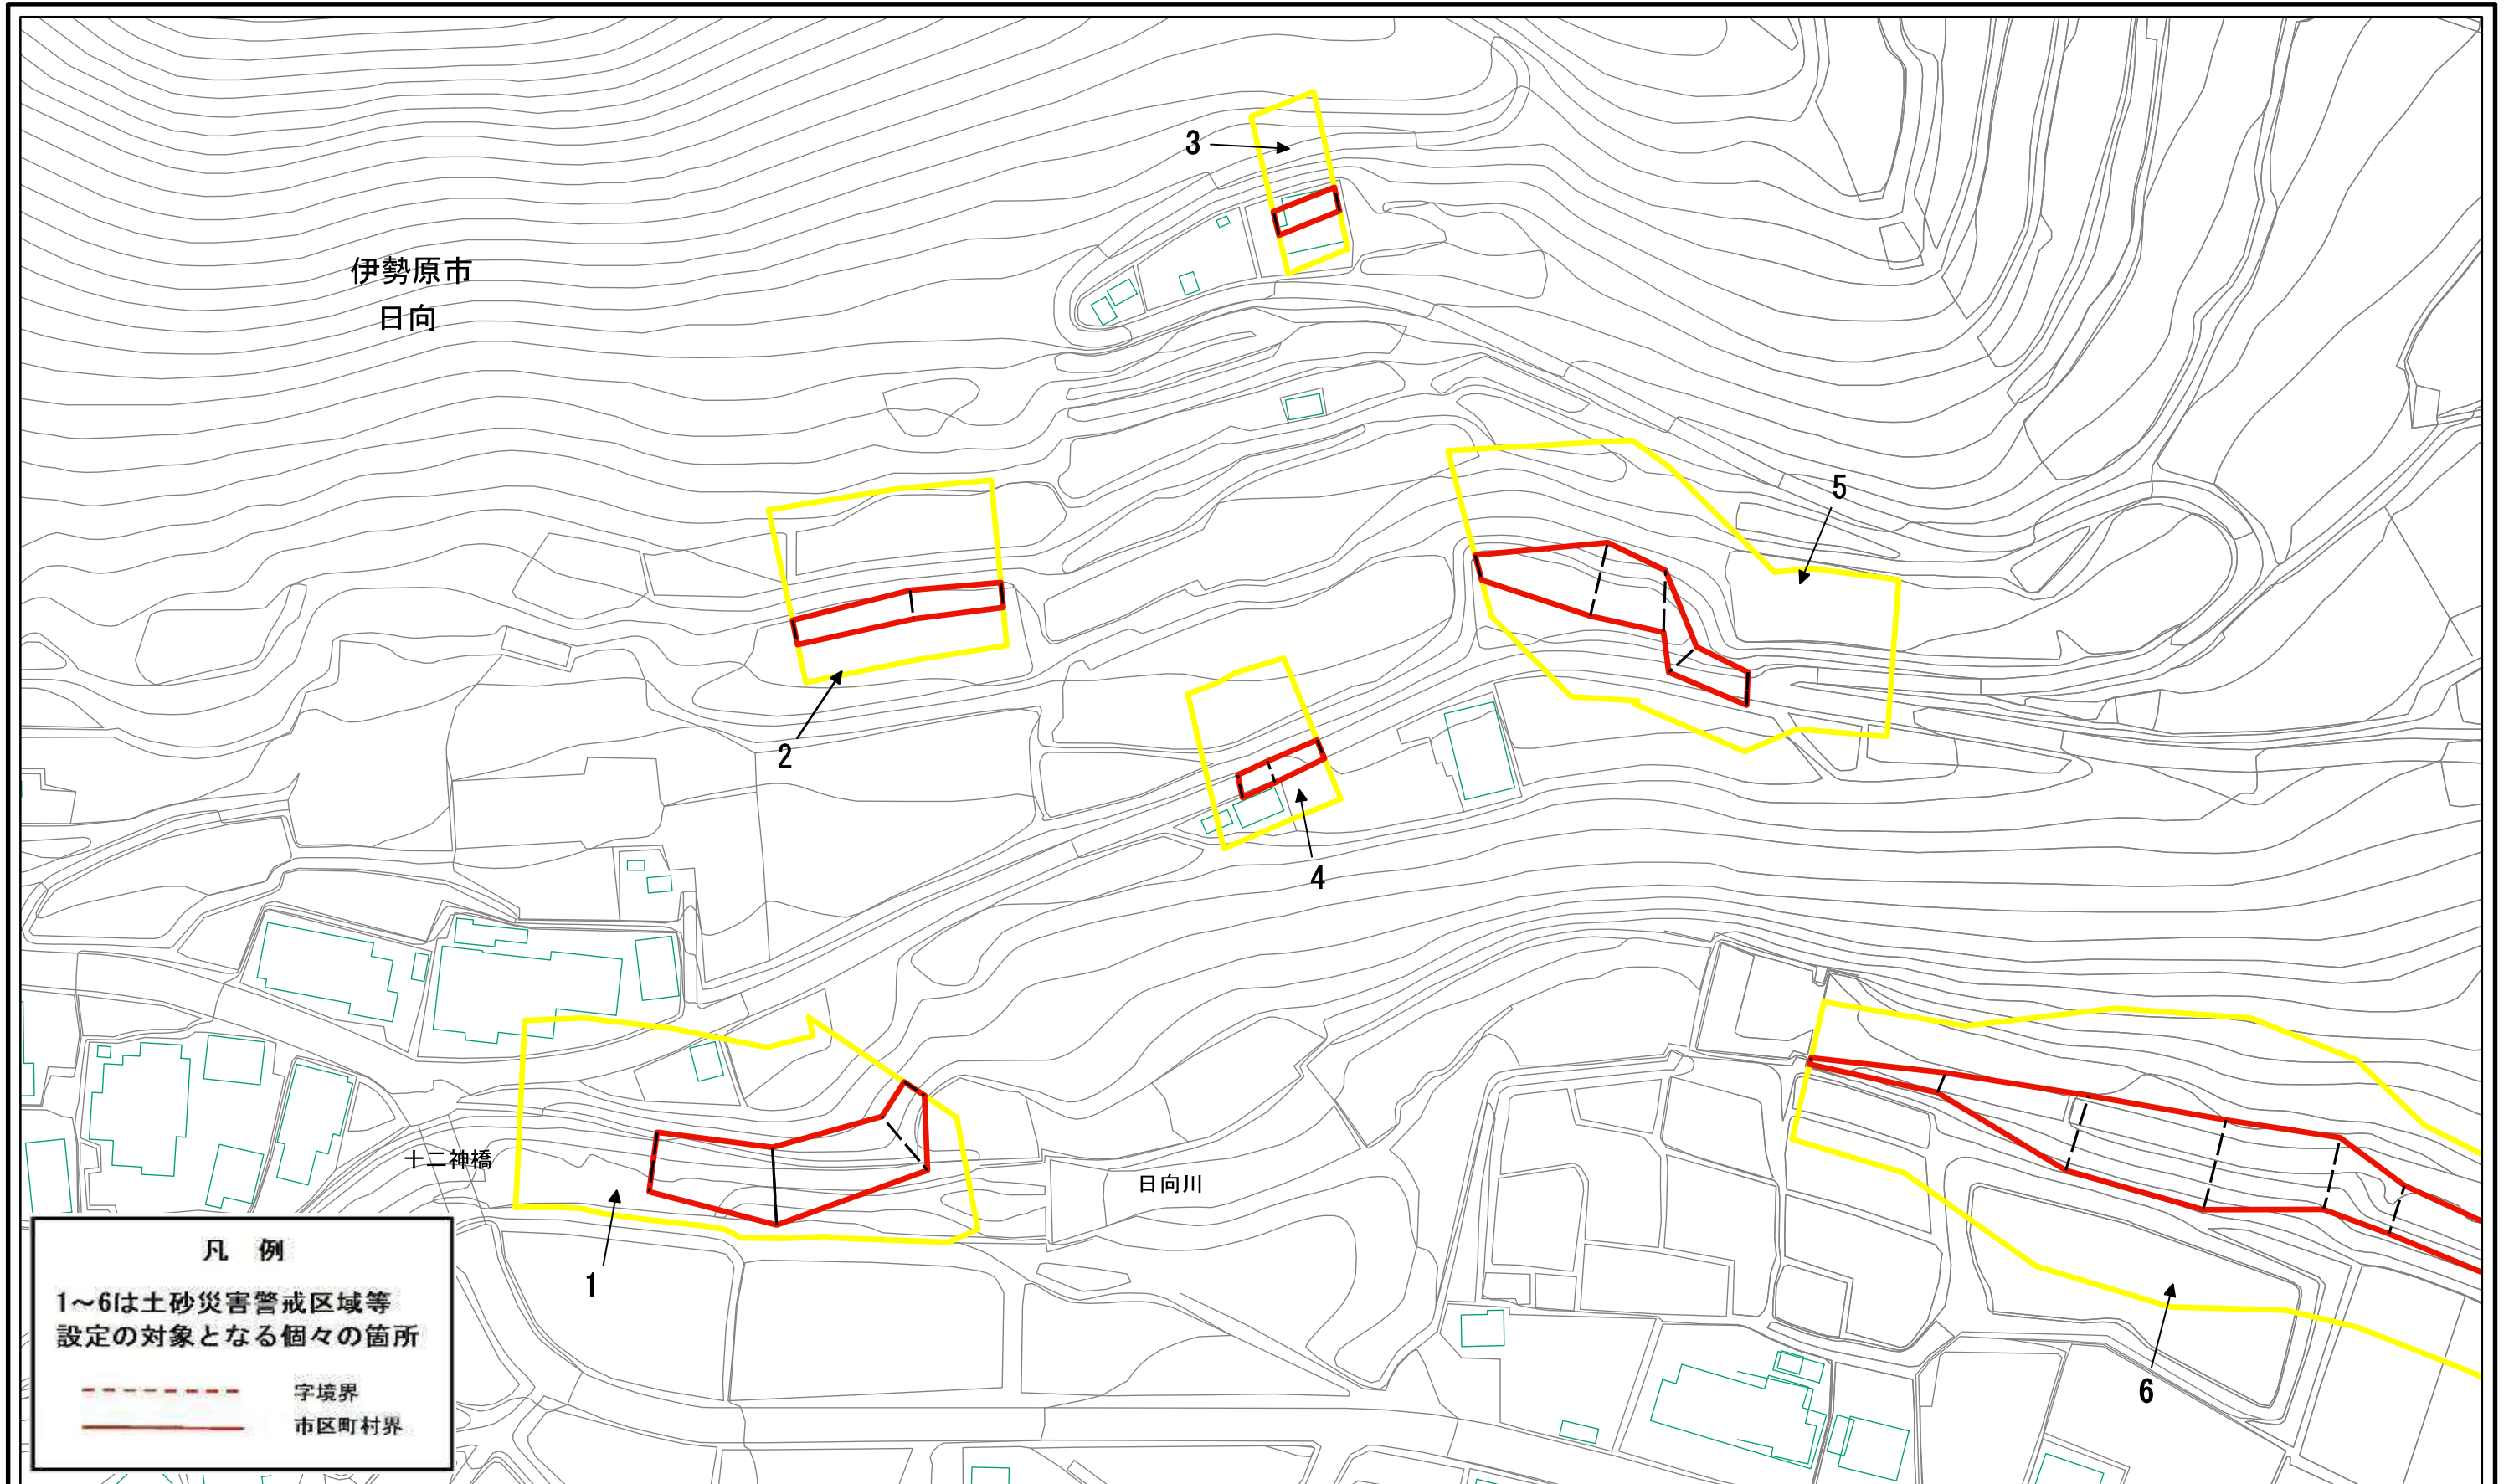 3
伊勢原市
日向
5
2
4
十二神橋
日向川
1
6
凡 例
1～6は土砂災害警戒区域等
設定の対象となる個々の箇所
字境界
市区町村界